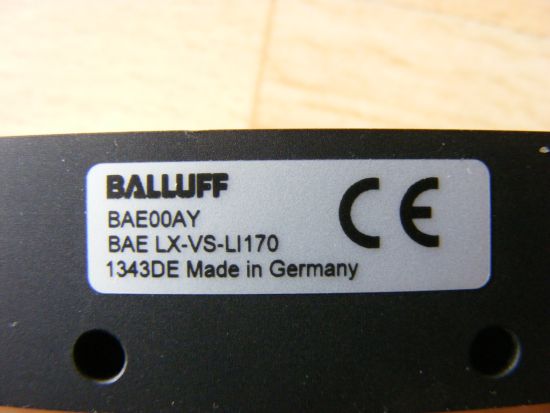 BALLUFF
BAE00AY
BAE LX-VS-LI170
1343DE Made in Germany
CE